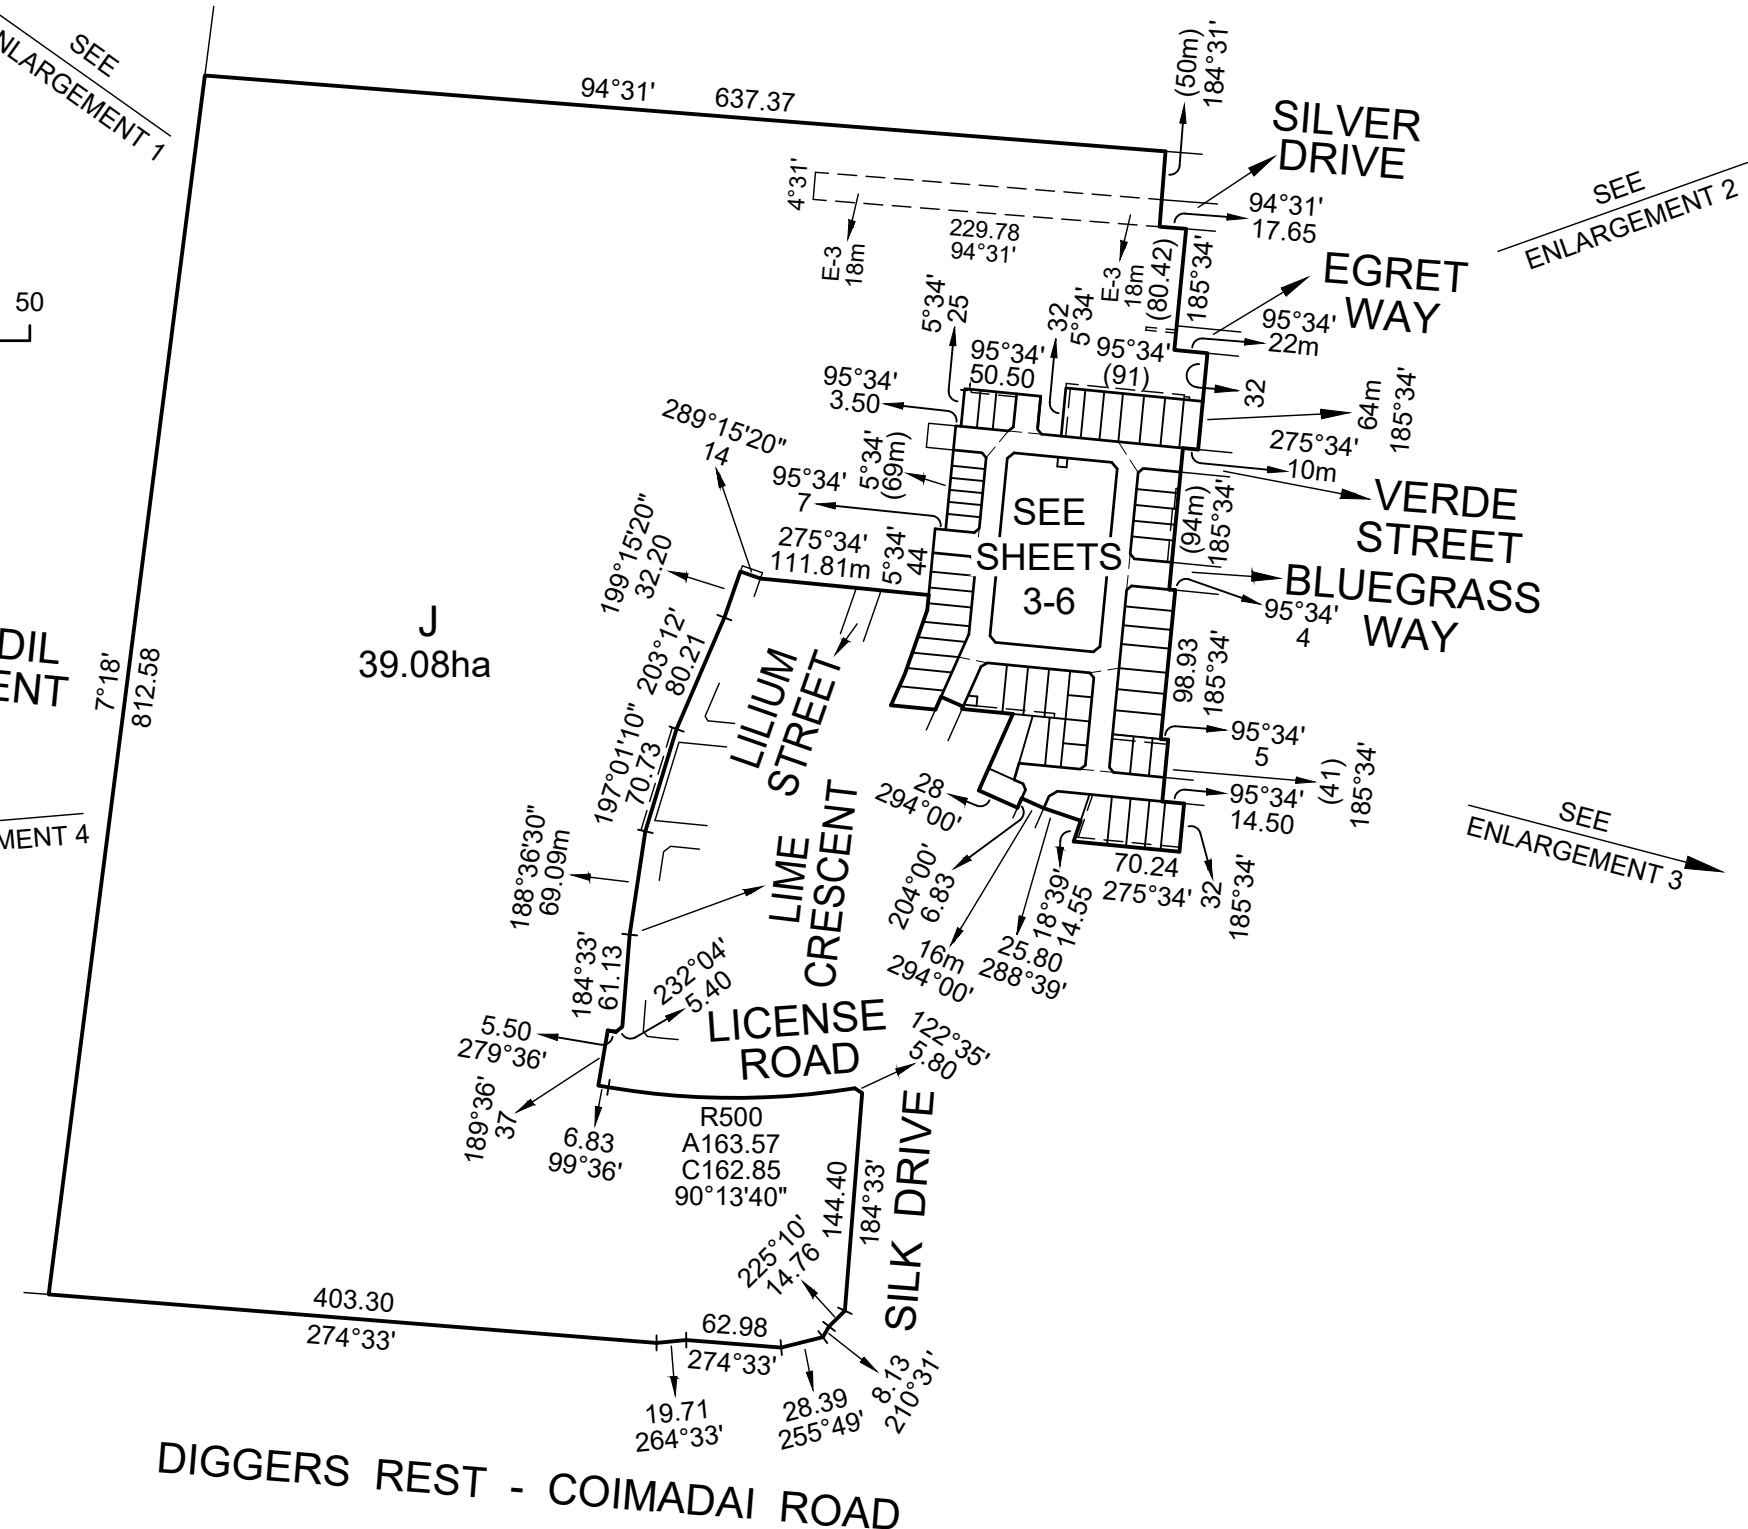 SEE
NLARGEMENT 1
94°31' 637.37
(50m)
184°31'
SILVER
DRIVE
94°31'
17.65
SEE
ENLARGEMENT 2
4°31'
229.78
94°31'
E-3
18m
E-3
18m
(80.42)
185°34'
EGRET
WAY
95°34'
22m
50
5°34'
25
32
5°34'
95°34'
50.50
95°34'
(91)
32
64m
185°34'
95°34'
3.50
289°15'20"
14
5°34'
(69m)
275°34'
10m
VERDE
STREET
95°34'
7
SEE
SHEETS
3-6
(94m)
185°34'
199°15'20"
32.20
275°34'
111.81m
5°34'
44
BLUEGRASS
WAY
95°34'
4
J
39.08ha
DIL
ENT
7°18'
812.58
203°12'
80.21
LILIUM
STREET
98.93
185°34'
95°34'
5
(41)
185°34'
197°01'10"
70.73
28
294°00'
95°34'
14.50
SEE
ENLARGEMENT 3
MENT 4
188°36'30"
69.09m
LIME
CRESCENT
204°00'
6.83
18°39'
14.55
70.24
275°34'
32
185°34'
16m
294°00'
25.80
288°39'
184°33'
61.13
232°04'
5.40
5.50
279°36'
LICENSE
ROAD
122°35'
5.80
189°36'
37
6.83
99°36'
R500
A163.57
C162.85
90°13'40"
144.40
184°33'
SILK DRIVE
225°10'
14.76
403.30
274°33'
62.98
274°33'
8.13
210°31'
19.71
264°33'
28.39
255°49'
DIGGERS REST - COIMADAI ROAD